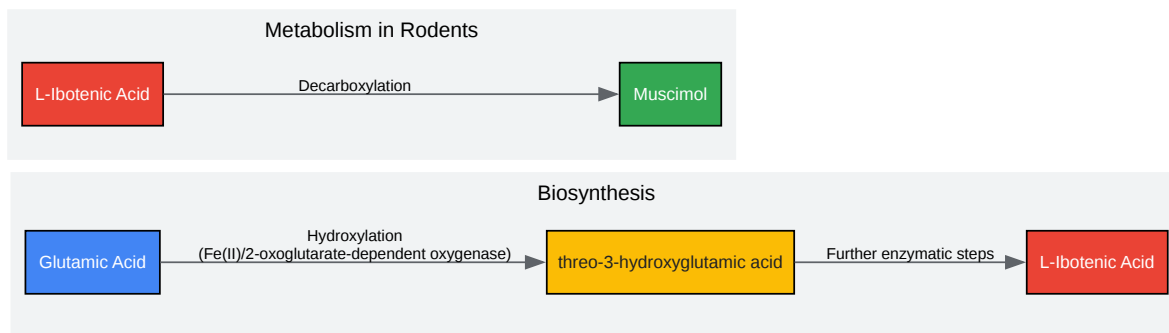 Metabolism in Rodents
L-Ibotenic Acid
Decarboxylation
Muscimol
Biosynthesis
Glutamic Acid
Hydroxylation
(Fe(II)/2-oxoglutarate-dependent oxygenase)
threo-3-hydroxyglutamic acid
Further enzymatic steps
L-Ibotenic Acid